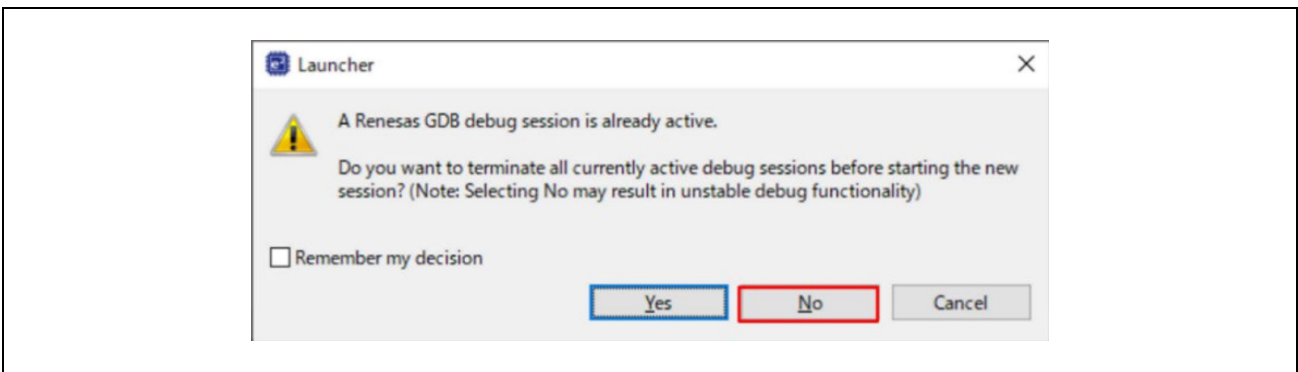 Launcher
A Renesas GDB debug session is already active.
Do you want to terminate all currently active debug sessions before starting the new
session? (Note: Selecting No may result in unstable debug functionality)
Remember my decision
Yes No Cancel